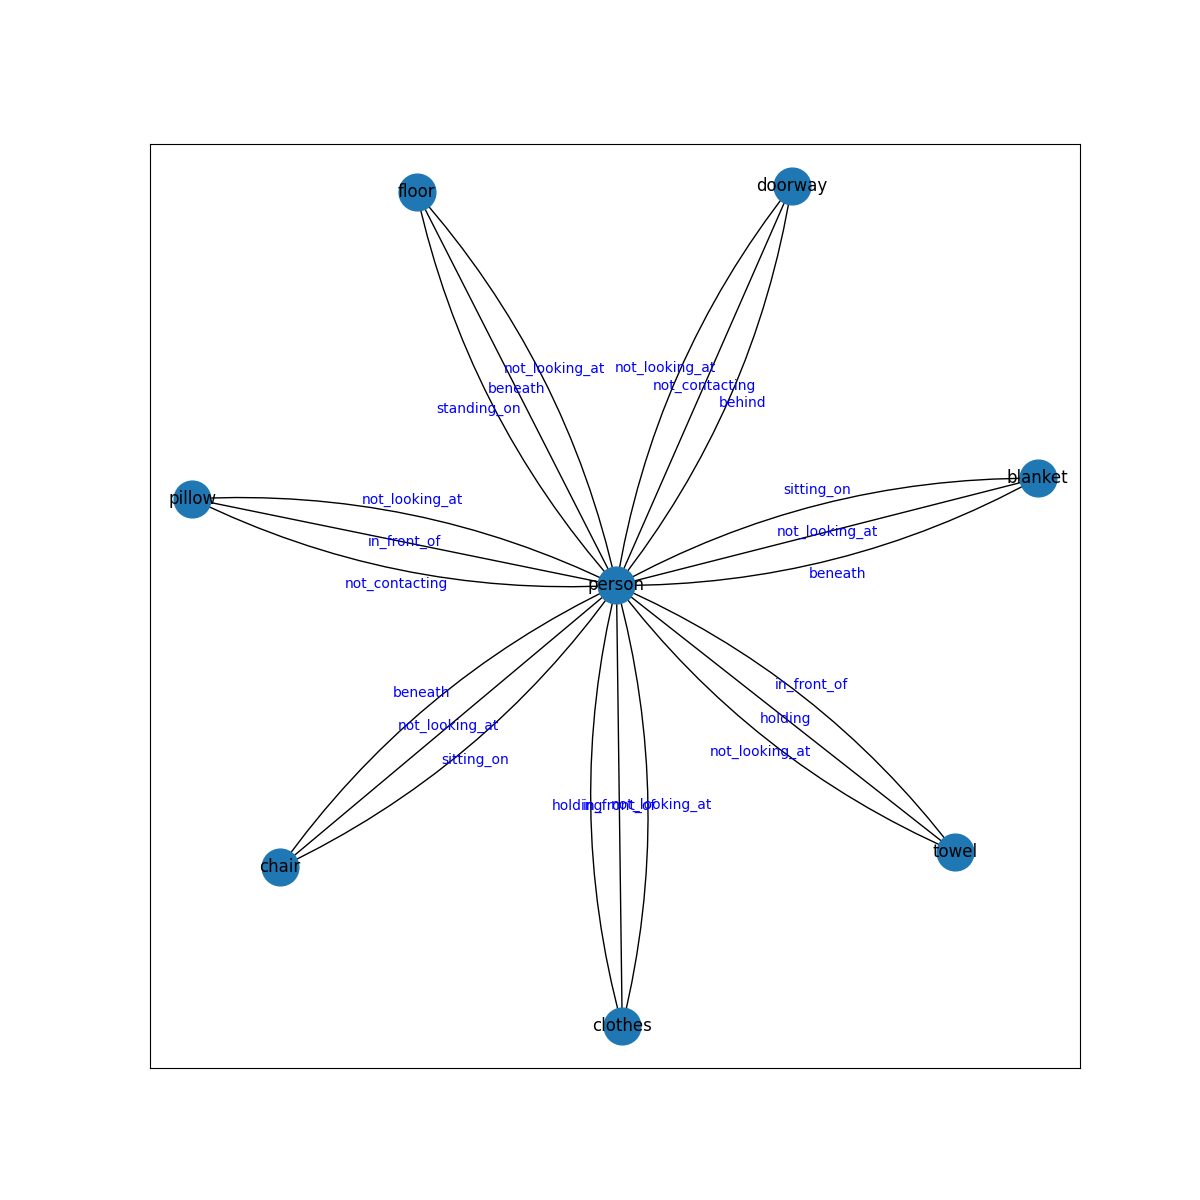 floor
doorway
not_looking_at
not_looking_at
beneath
not_contacting
standing_on
behind
pillow
not_looking_at
in_front_of
not_contacting
blanket
sitting_on
not_looking_at
beneath
person
beneath
not_looking_at
sitting_on
in_front_of
holding
not_looking_at
holding
in_front_of
not_looking_at
chair
towel
clothes